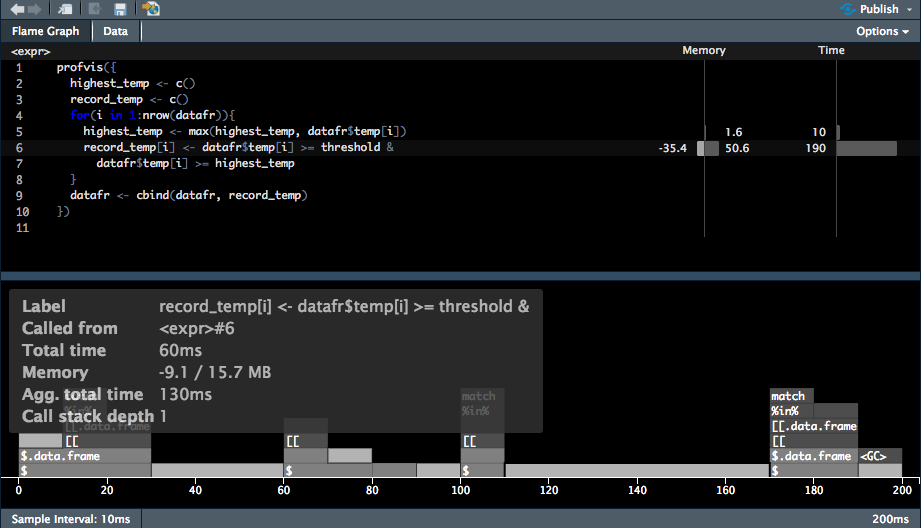 Publish
Flame Graph Data Options
<expr> Memory Time
1 profvis({
2 highest_temp <- c()
3 record_temp <- c()
4 for(i in 1:nrow(datafr)){
5 highest_temp <- max(highest_temp, datafr$temp[i]) 1.6 10
6 record_temp[i] <- datafr$temp[i] >= threshold & -35.4 50.6 190
7 datafr$temp[i] >= highest_temp
8 }
9 datafr <- cbind(datafr, record_temp)
10 })
11
Label record_temp[i] <- datafr$temp[i] >= threshold &
Called from <expr>#6
Total time 60ms
Memory -9.1 / 15.7 MB
Agg. total time 130ms
Call stack depth 1
match match
%in% %in% %in%
[[.data.frame [[.data.frame
[[ [[ [[ [[
$.data.frame $.data.frame <GC>
$ $ $ $
0 20 40 60 80 100 120 140 160 180 200
Sample Interval: 10ms 200ms